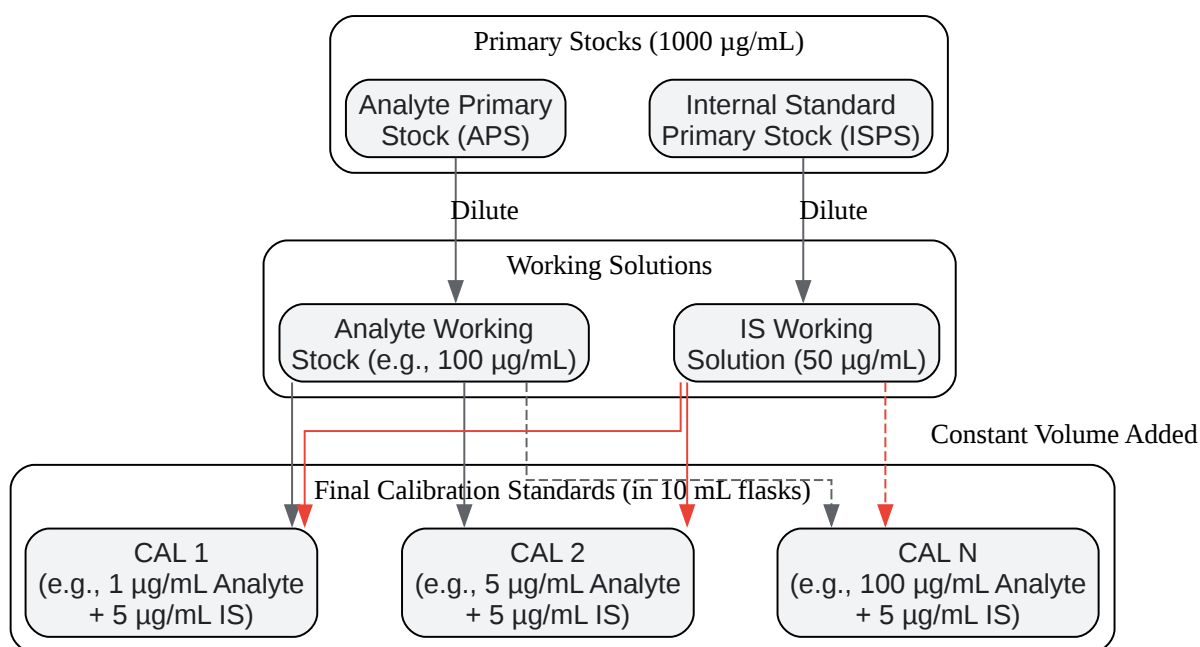 Primary Stocks (1000 µg/mL)
Analyte Primary
Stock (APS)
Internal Standard
Primary Stock (ISPS)
Dilute
Dilute
Working Solutions
Analyte Working
Stock (e.g., 100 µg/mL)
IS Working
Solution (50 µg/mL)
Constant Volume Added
Final Calibration Standards (in 10 mL flasks)
CAL 1
(e.g., 1 µg/mL Analyte
+ 5 µg/mL IS)
CAL 2
(e.g., 5 µg/mL Analyte
+ 5 µg/mL IS)
CAL N
(e.g., 100 µg/mL Analyte
+ 5 µg/mL IS)